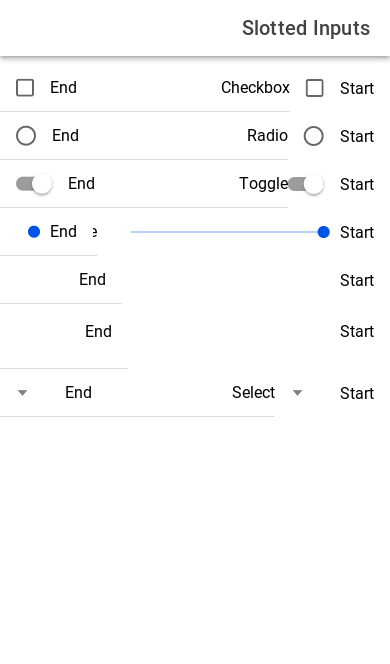 Slotted Inputs
End Checkbox Start
End Radio Start
End Toggle Start
End Start
End Start
End Start
End Select Start